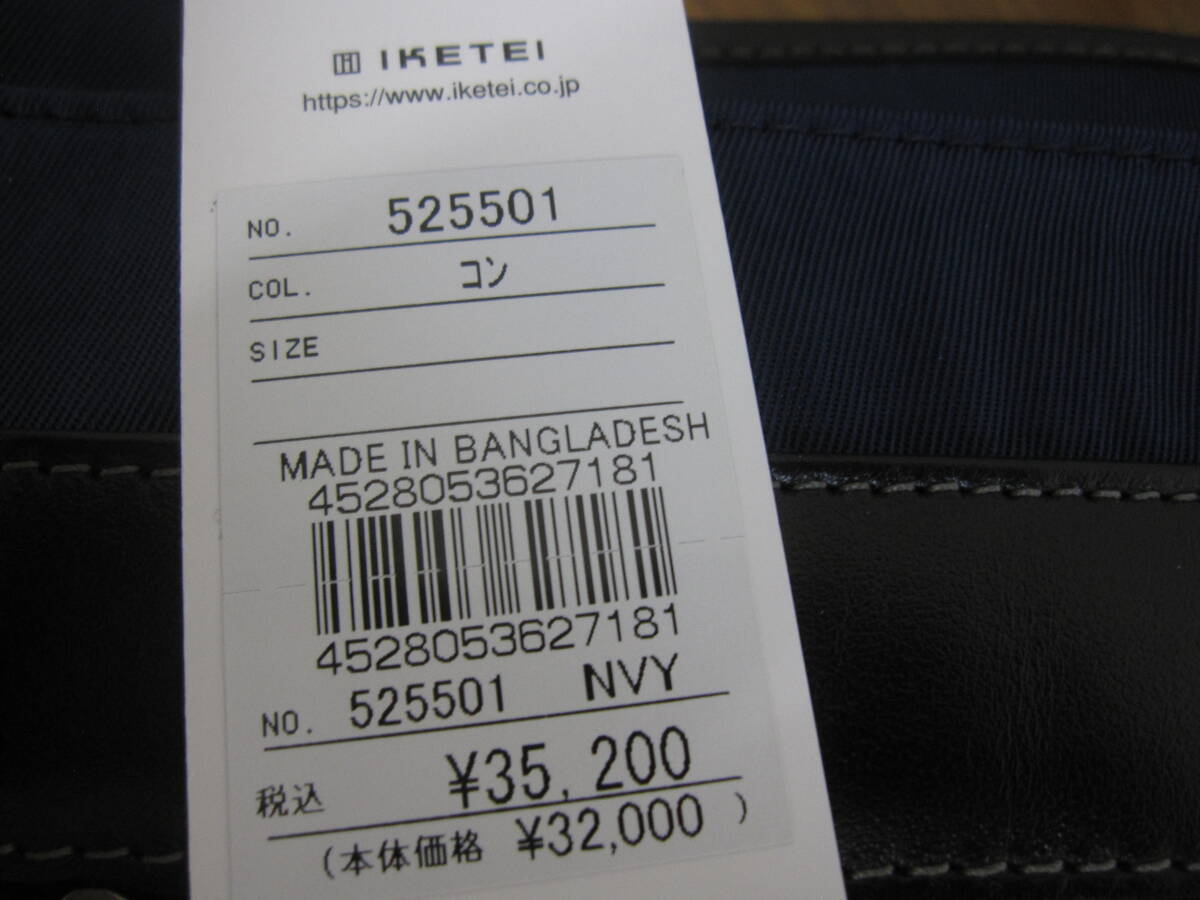 IKETEI
https://www.iketei.co.jp
NO. 525501
COL. コン
SIZE
MADE IN BANGLADESH
4528053627181
4528053627181
NO. 525501 NVY
税込 ¥35,200
(本体価格 ¥32,000 )